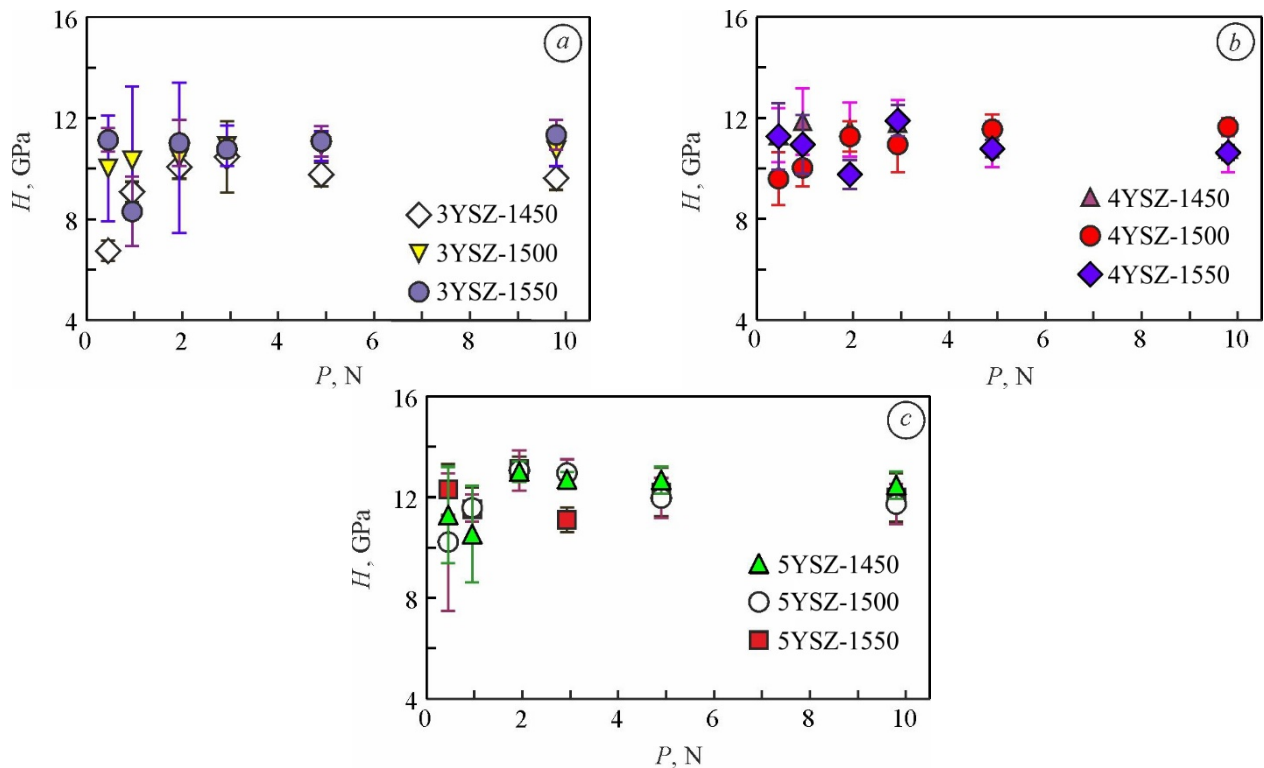 16
a
12
H, GPa
8
3YSZ-1450
3YSZ-1500
3YSZ-1550
4
0 2 4 6 8 10
P, N
16
b
12
H, GPa
8
4YSZ-1450
4YSZ-1500
4YSZ-1550
4
0 2 4 6 8 10
P, N
16
c
12
H, GPa
8
5YSZ-1450
5YSZ-1500
5YSZ-1550
4
0 2 4 6 8 10
P, N